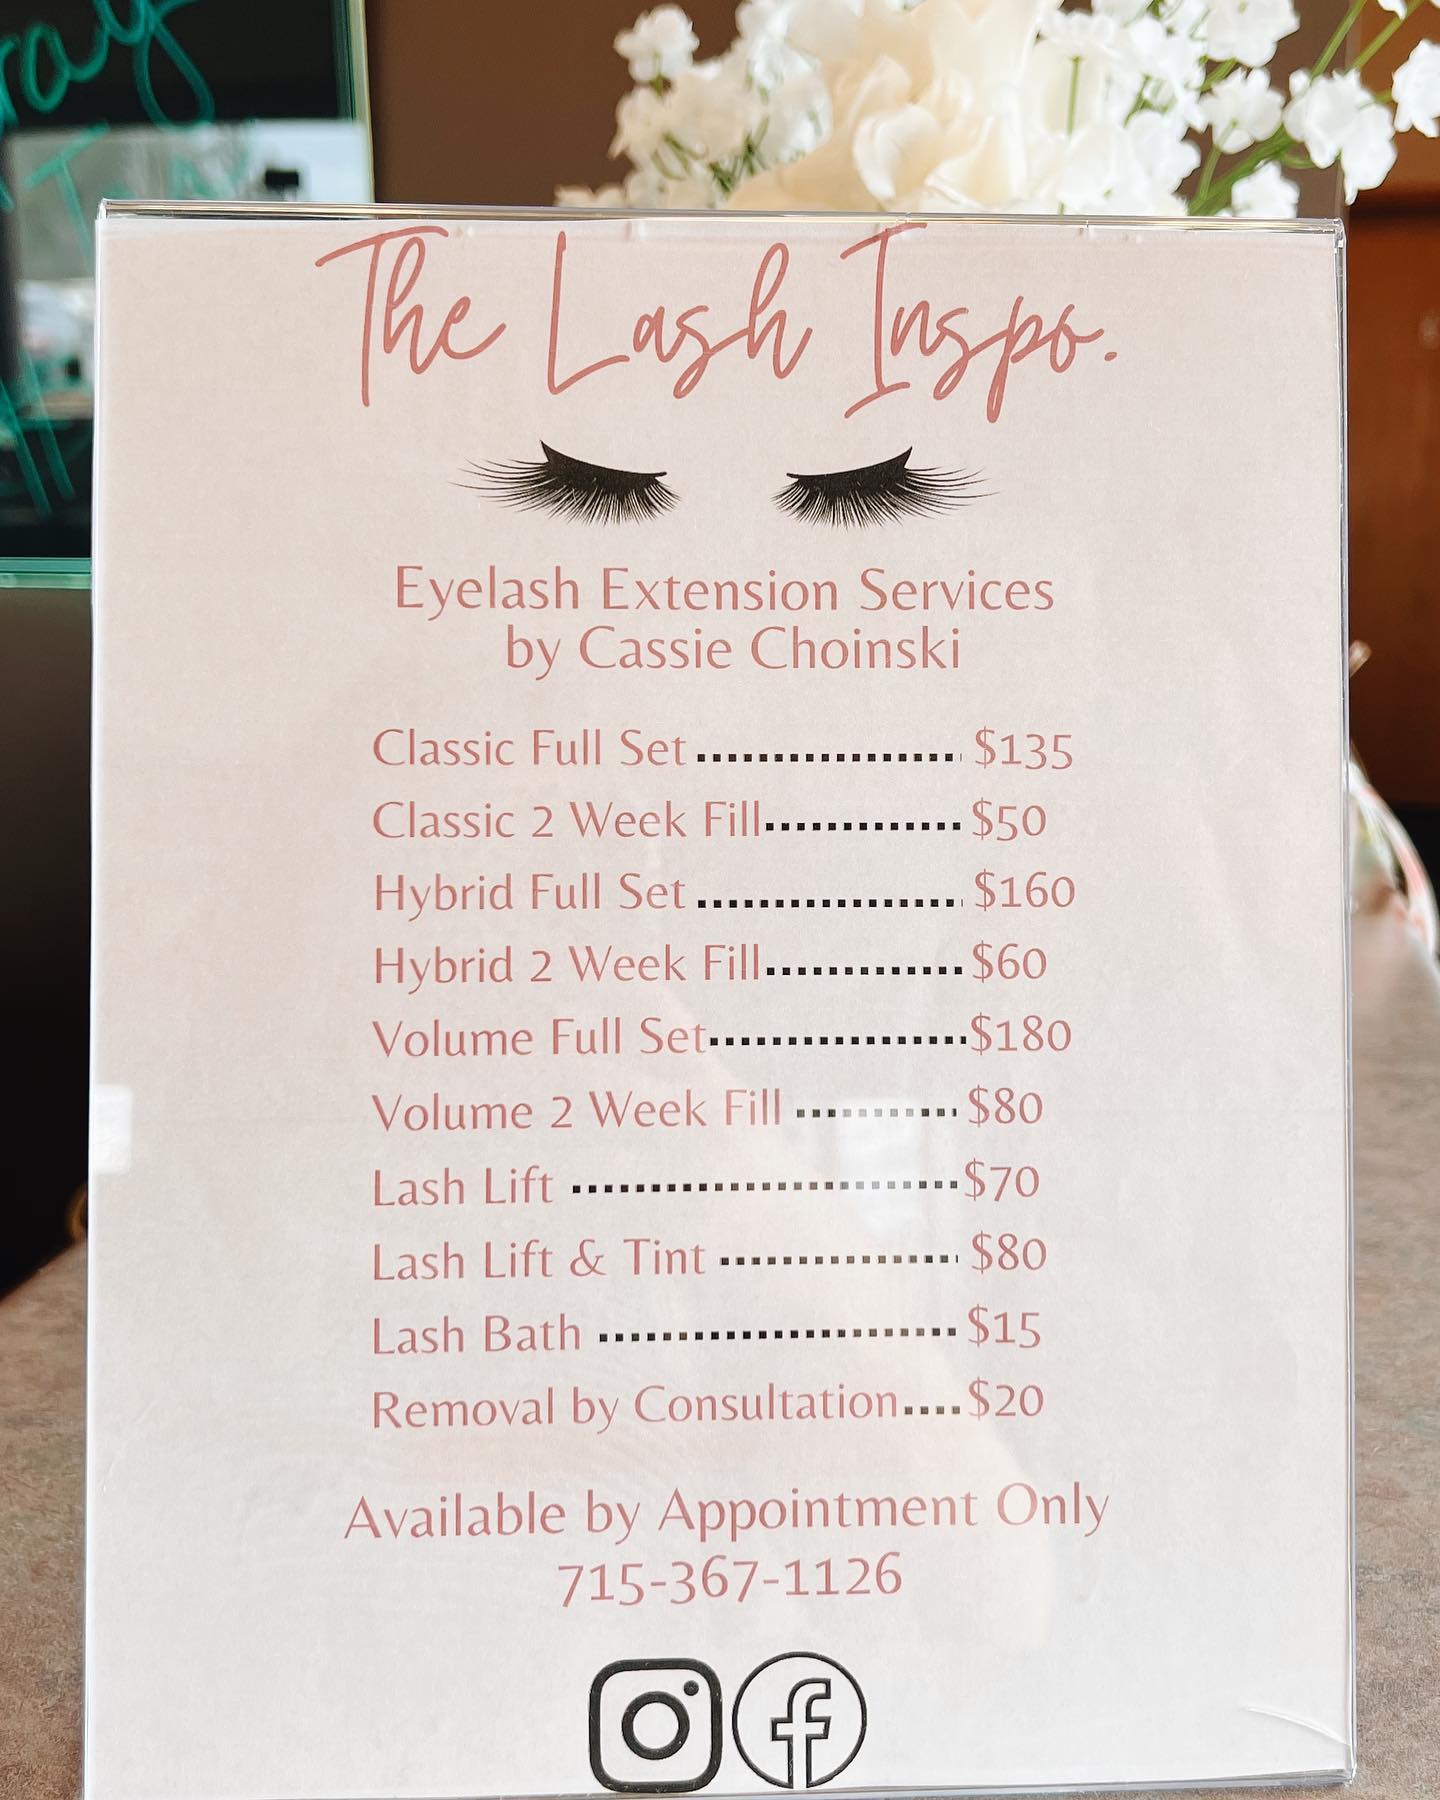 The Lash Inspo.
Eyelash Extension Services
by Cassie Choinski
Classic Full Set ................. $135
Classic 2 Week Fill............. $50
Hybrid Full Set ................. $160
Hybrid 2 Week Fill............. $60
Volume Full Set.................$180
Volume 2 Week Fill ........... $80
Lash Lift .........................$70
Lash Lift & Tint ................ $80
Lash Bath ....................... $15
Removal by Consultation....$20
Available by Appointment Only
715-367-1126